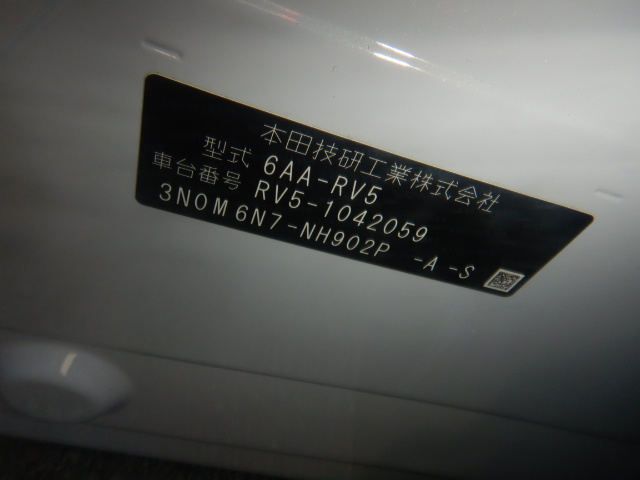 本田技研工業株式会社
型式 6AA-RV5
車台番号 RV5-1042059
3N0M6N7-NH902P -A-S